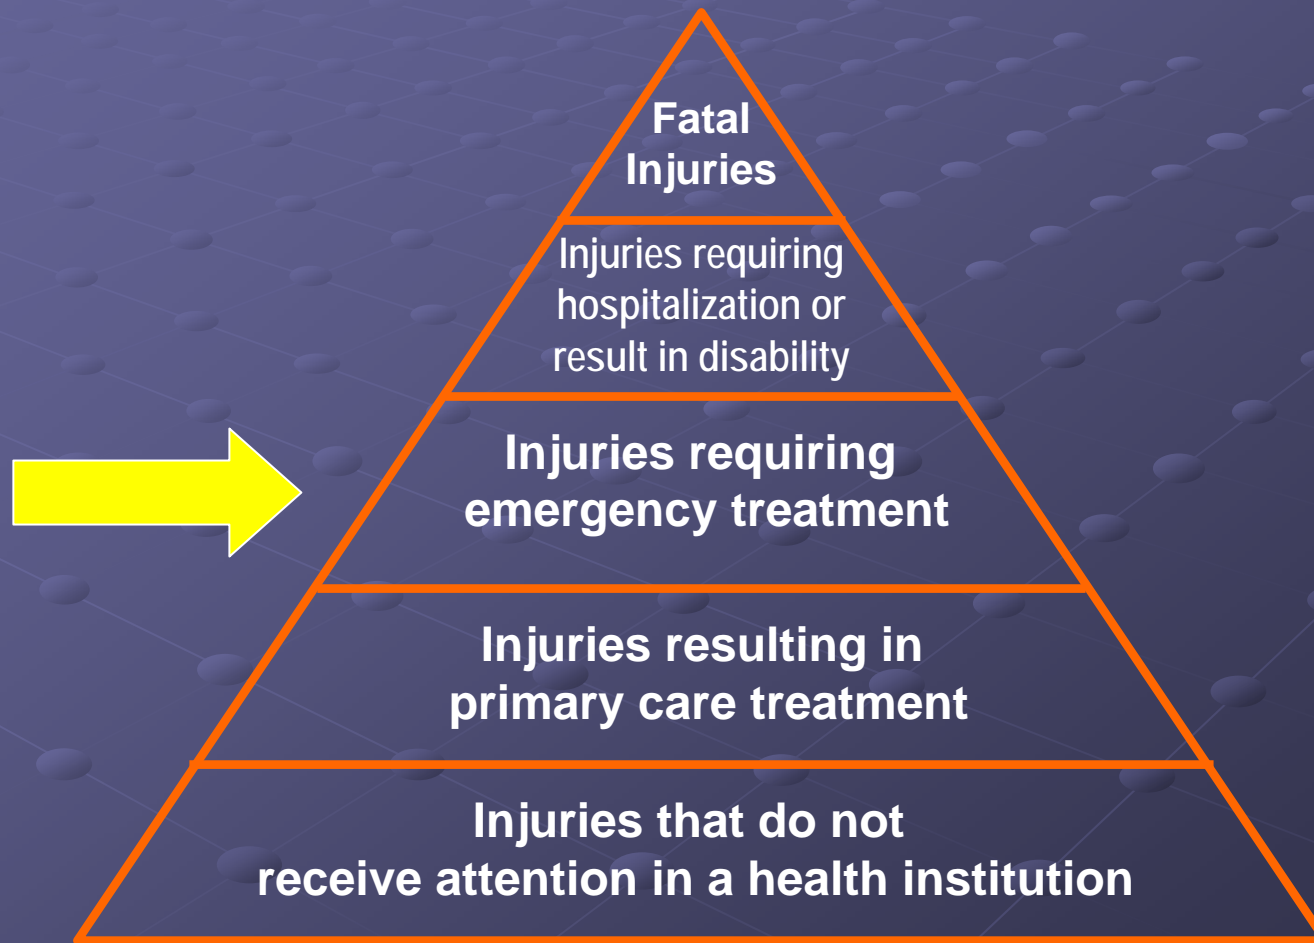 Fatal
Injuries
Injuries requiring
hospitalization or
result in disability
Injuries requiring
emergency treatment
Injuries resulting in
primary care treatment
Injuries that do not
receive attention in a health institution